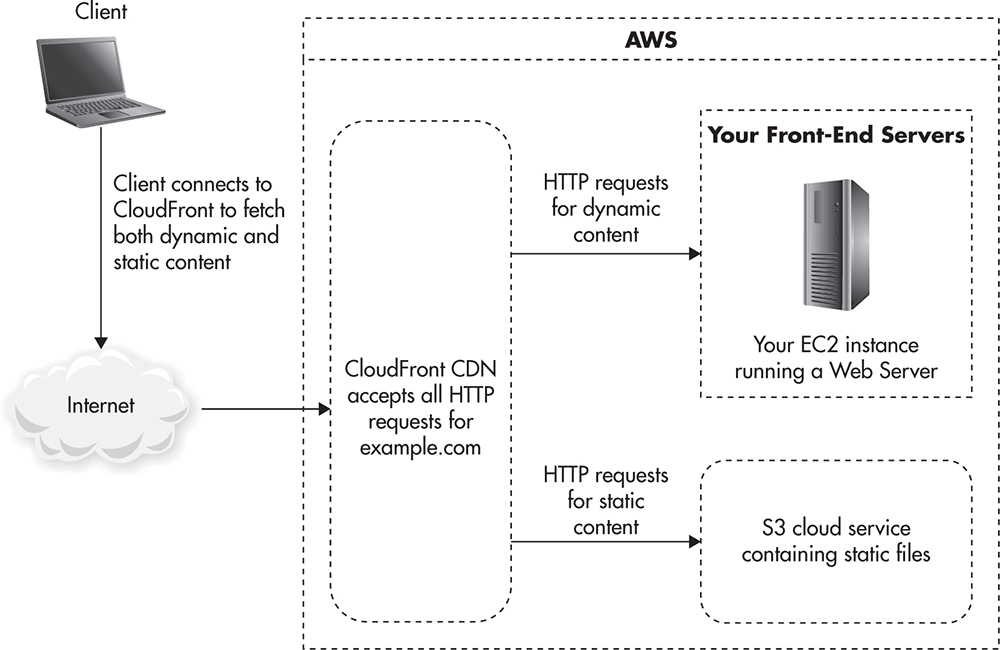 Client
AWS
Client connects to
CloudFront to fetch
both dynamic and
static content
Internet
CloudFront CDN
accepts all HTTP
requests for
example.com
HTTP requests
for dynamic
content
Your Front-End Servers
Your EC2 instance
running a Web Server
HTTP requests
for static
content
S3 cloud service
containing static files